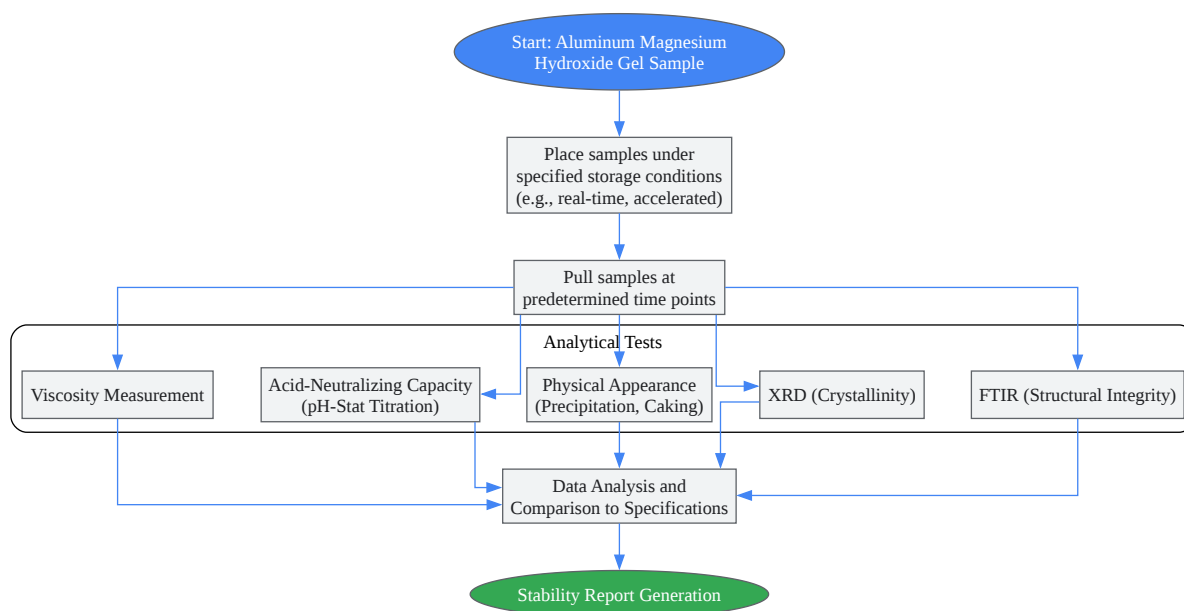 Start: Aluminum Magnesium
Hydroxide Gel Sample
Place samples under
specified storage conditions
(e.g., real-time, accelerated)
Pull samples at
predetermined time points
Analytical Tests
Viscosity Measurement
Acid-Neutralizing Capacity
(pH-Stat Titration)
Physical Appearance
(Precipitation, Caking)
XRD (Crystallinity)
FTIR (Structural Integrity)
Data Analysis and
Comparison to Specifications
Stability Report Generation